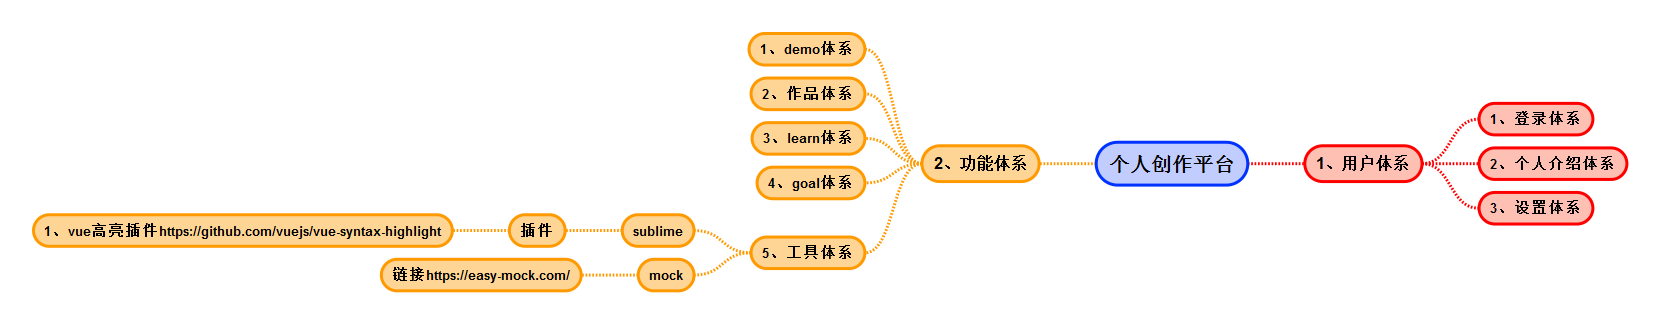 1、demo体系
2、作品体系
3、learn体系
4、goal体系
1、vue高亮插件https://github.com/vuejs/vue-syntax-highlight
插件
sublime
链接https://easy-mock.com/
mock
5、工具体系
2、功能体系
个人创作平台
1、用户体系
1、登录体系
2、个人介绍体系
3、设置体系